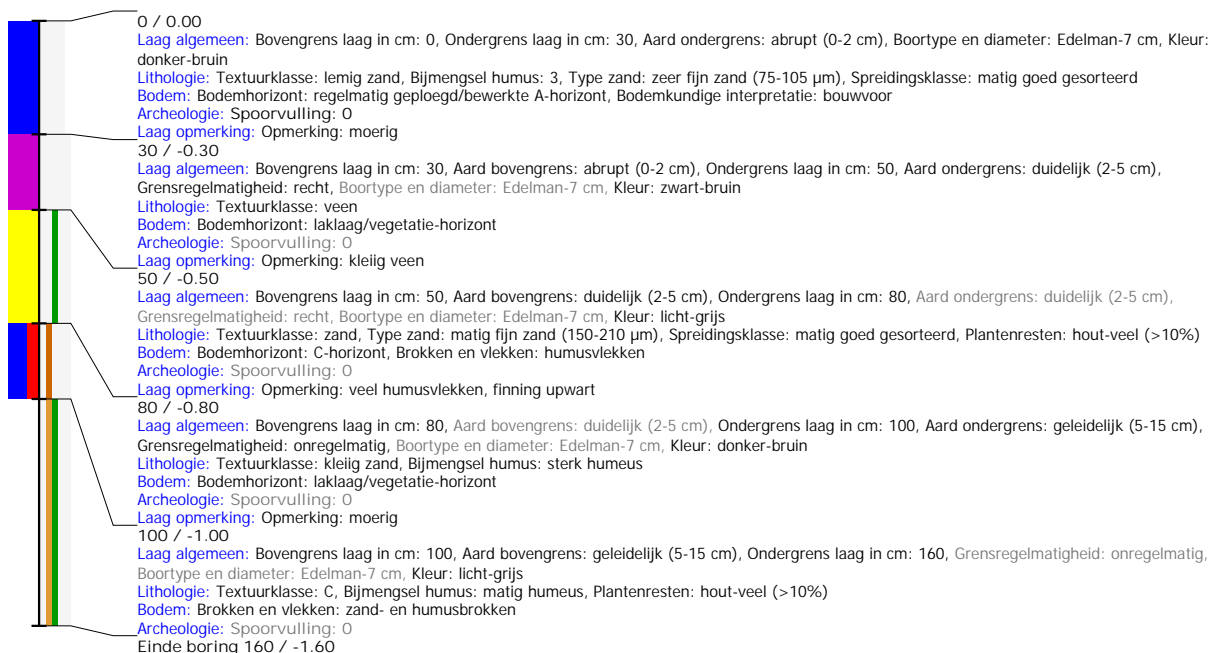 0 / 0.00
Laag algemeen: Bovengrens laag in cm: 0, Ondergrens laag in cm: 30, Aard ondergrens: abrupt (0-2 cm), Boortype en diameter: Edelman-7 cm, Kleur:
donker-bruin
Lithologie: Textuurklasse: lemig zand, Bijmengsel humus: 3, Type zand: zeer fijn zand (75-105 µm), Spreidingsklasse: matig goed gesorteerd
Bodem: Bodemhorizont: regelmatig geploegd/bewerkte A-horizont, Bodemkundige interpretatie: bouwvoor
Archeologie: Spoorvulling: 0
Laag opmerking: Opmerking: moerig
30 / -0.30
Laag algemeen: Bovengrens laag in cm: 30, Aard bovengrens: abrupt (0-2 cm), Ondergrens laag in cm: 50, Aard ondergrens: duidelijk (2-5 cm),
Grensregelmatigheid: recht, Boortype en diameter: Edelman-7 cm, Kleur: zwart-bruin
Lithologie: Textuurklasse: veen
Bodem: Bodemhorizont: laklaag/vegetatie-horizont
Archeologie: Spoorvulling: 0
Laag opmerking: Opmerking: kleiig veen
50 / -0.50
Laag algemeen: Bovengrens laag in cm: 50, Aard bovengrens: duidelijk (2-5 cm), Ondergrens laag in cm: 80, Aard ondergrens: duidelijk (2-5 cm),
Grensregelmatigheid: recht, Boortype en diameter: Edelman-7 cm, Kleur: licht-grijs
Lithologie: Textuurklasse: zand, Type zand: matig fijn zand (150-210 µm), Spreidingsklasse: matig goed gesorteerd, Plantenresten: hout-veel (>10%)
Bodem: Bodemhorizont: C-horizont, Brokken en vlekken: humusvlekken
Archeologie: Spoorvulling: 0
Laag opmerking: Opmerking: veel humusvlekken, finning upwart
80 / -0.80
Laag algemeen: Bovengrens laag in cm: 80, Aard bovengrens: duidelijk (2-5 cm), Ondergrens laag in cm: 100, Aard ondergrens: geleidelijk (5-15 cm),
Grensregelmatigheid: onregelmatig, Boortype en diameter: Edelman-7 cm, Kleur: donker-bruin
Lithologie: Textuurklasse: kleiig zand, Bijmengsel humus: sterk humeus
Bodem: Bodemhorizont: laklaag/vegetatie-horizont
Archeologie: Spoorvulling: 0
Laag opmerking: Opmerking: moerig
100 / -1.00
Laag algemeen: Bovengrens laag in cm: 100, Aard bovengrens: geleidelijk (5-15 cm), Ondergrens laag in cm: 160, Grensregelmatigheid: onregelmatig,
Boortype en diameter: Edelman-7 cm, Kleur: licht-grijs
Lithologie: Textuurklasse: C, Bijmengsel humus: matig humeus, Plantenresten: hout-veel (>10%)
Bodem: Brokken en vlekken: zand- en humusbrokken
Archeologie: Spoorvulling: 0
Einde boring 160 / -1.60